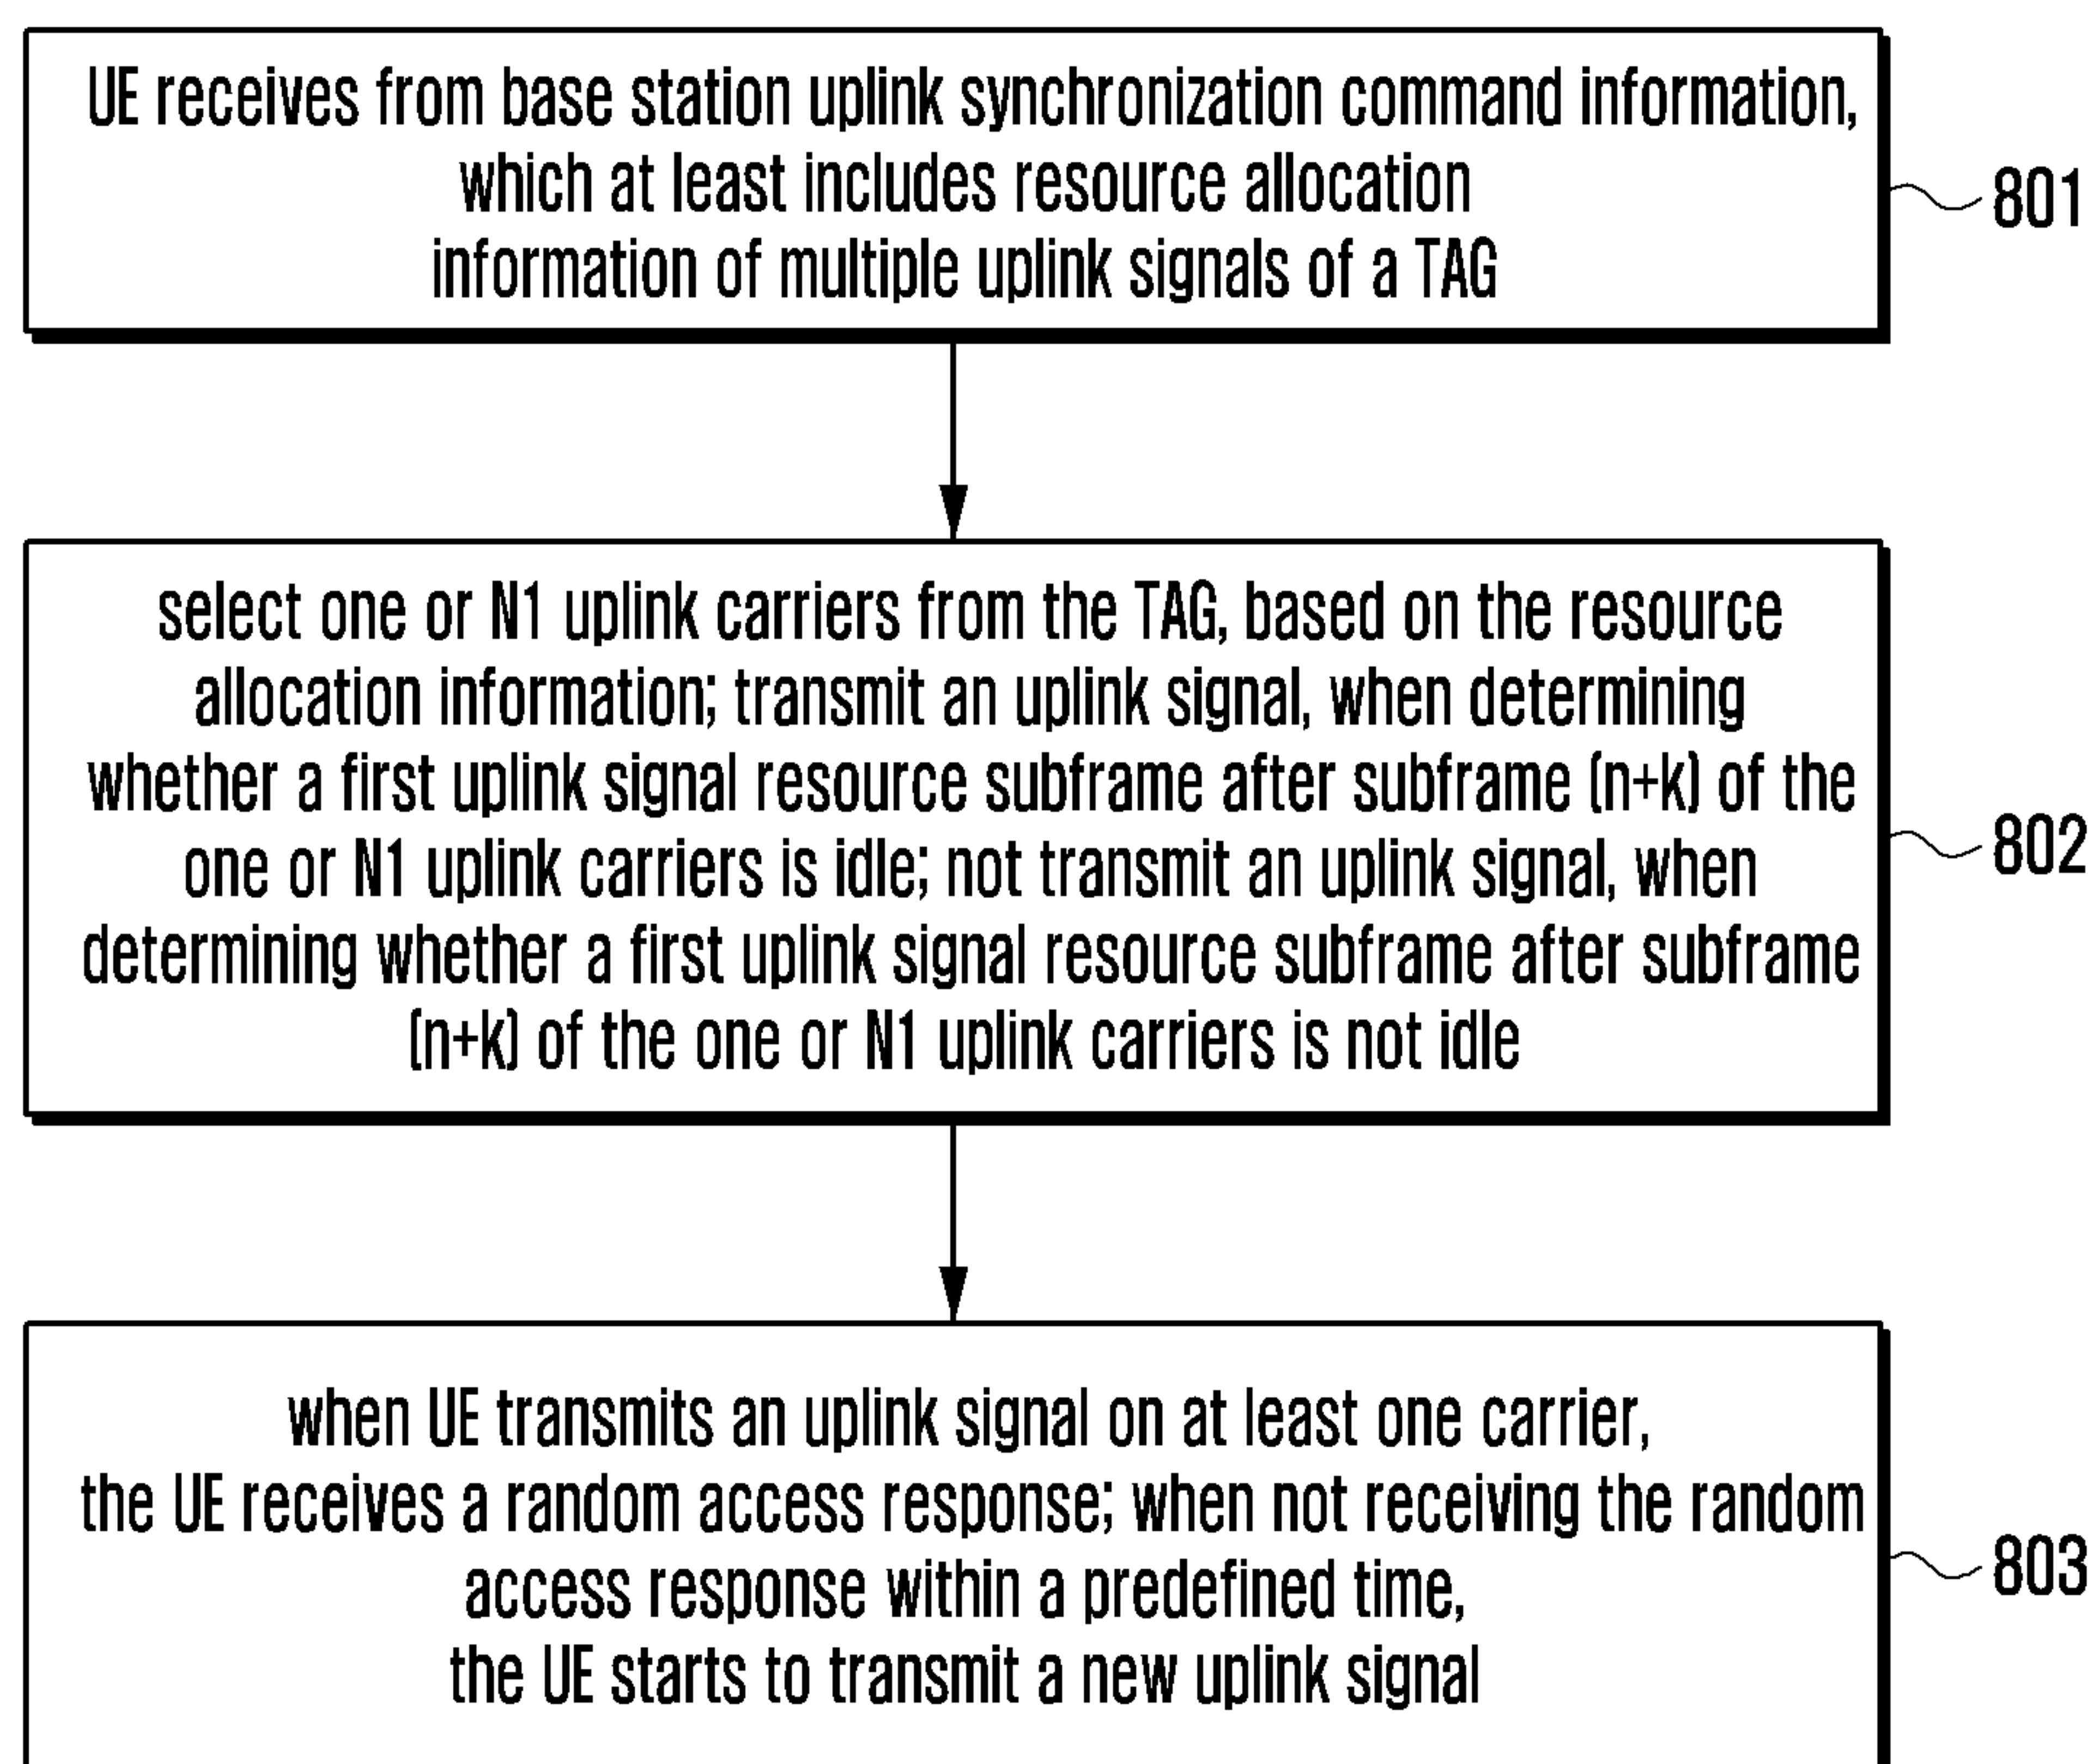 UE receives from base station uplink synchronization command information,
which at least includes resource allocation
information of multiple uplink signals of a TAG
801
select one or N1 uplink carriers from the TAG, based on the resource
allocation information; transmit an uplink signal, when determining
whether a first uplink signal resource subframe after subframe (n+k) of the
one or N1 uplink carriers is idle; not transmit an uplink signal, when
determining whether a first uplink signal resource subframe after subframe
(n+k) of the one or N1 uplink carriers is not idle
802
when UE transmits an uplink signal on at least one carrier,
the UE receives a random access response; when not receiving the random
access response within a predefined time,
the UE starts to transmit a new uplink signal
803